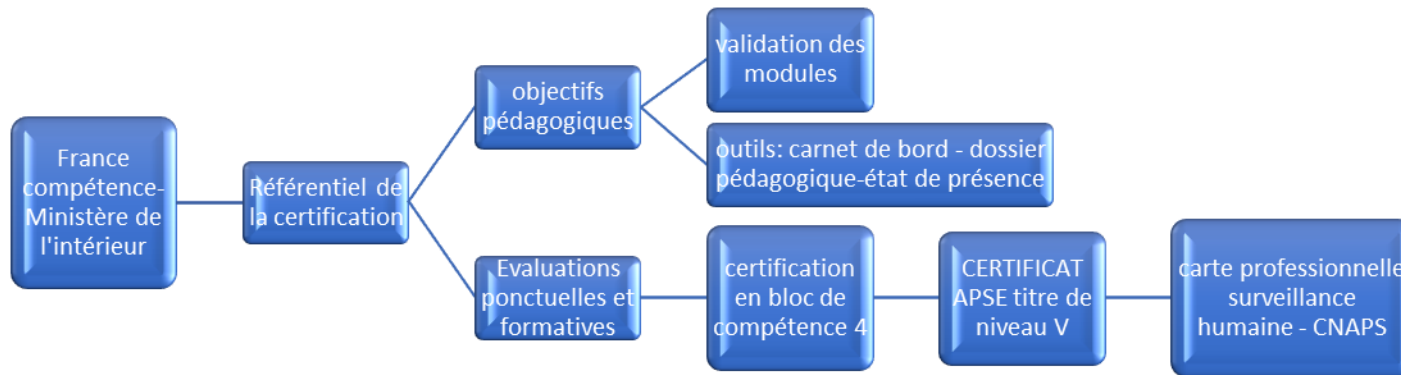 France
compétence-
Ministère de
l'intérieur
Référentiel de
la certification
objectifs
pédagogiques
validation des
modules
outils: carnet de bord - dossier
pédagogique-état de présence
Evaluations
ponctuelles et
formatives
certification
en bloc de
compétence 4
CERTIFICAT
APSE titre de
niveau V
carte professionnelle
surveillance
humaine - CNAPS